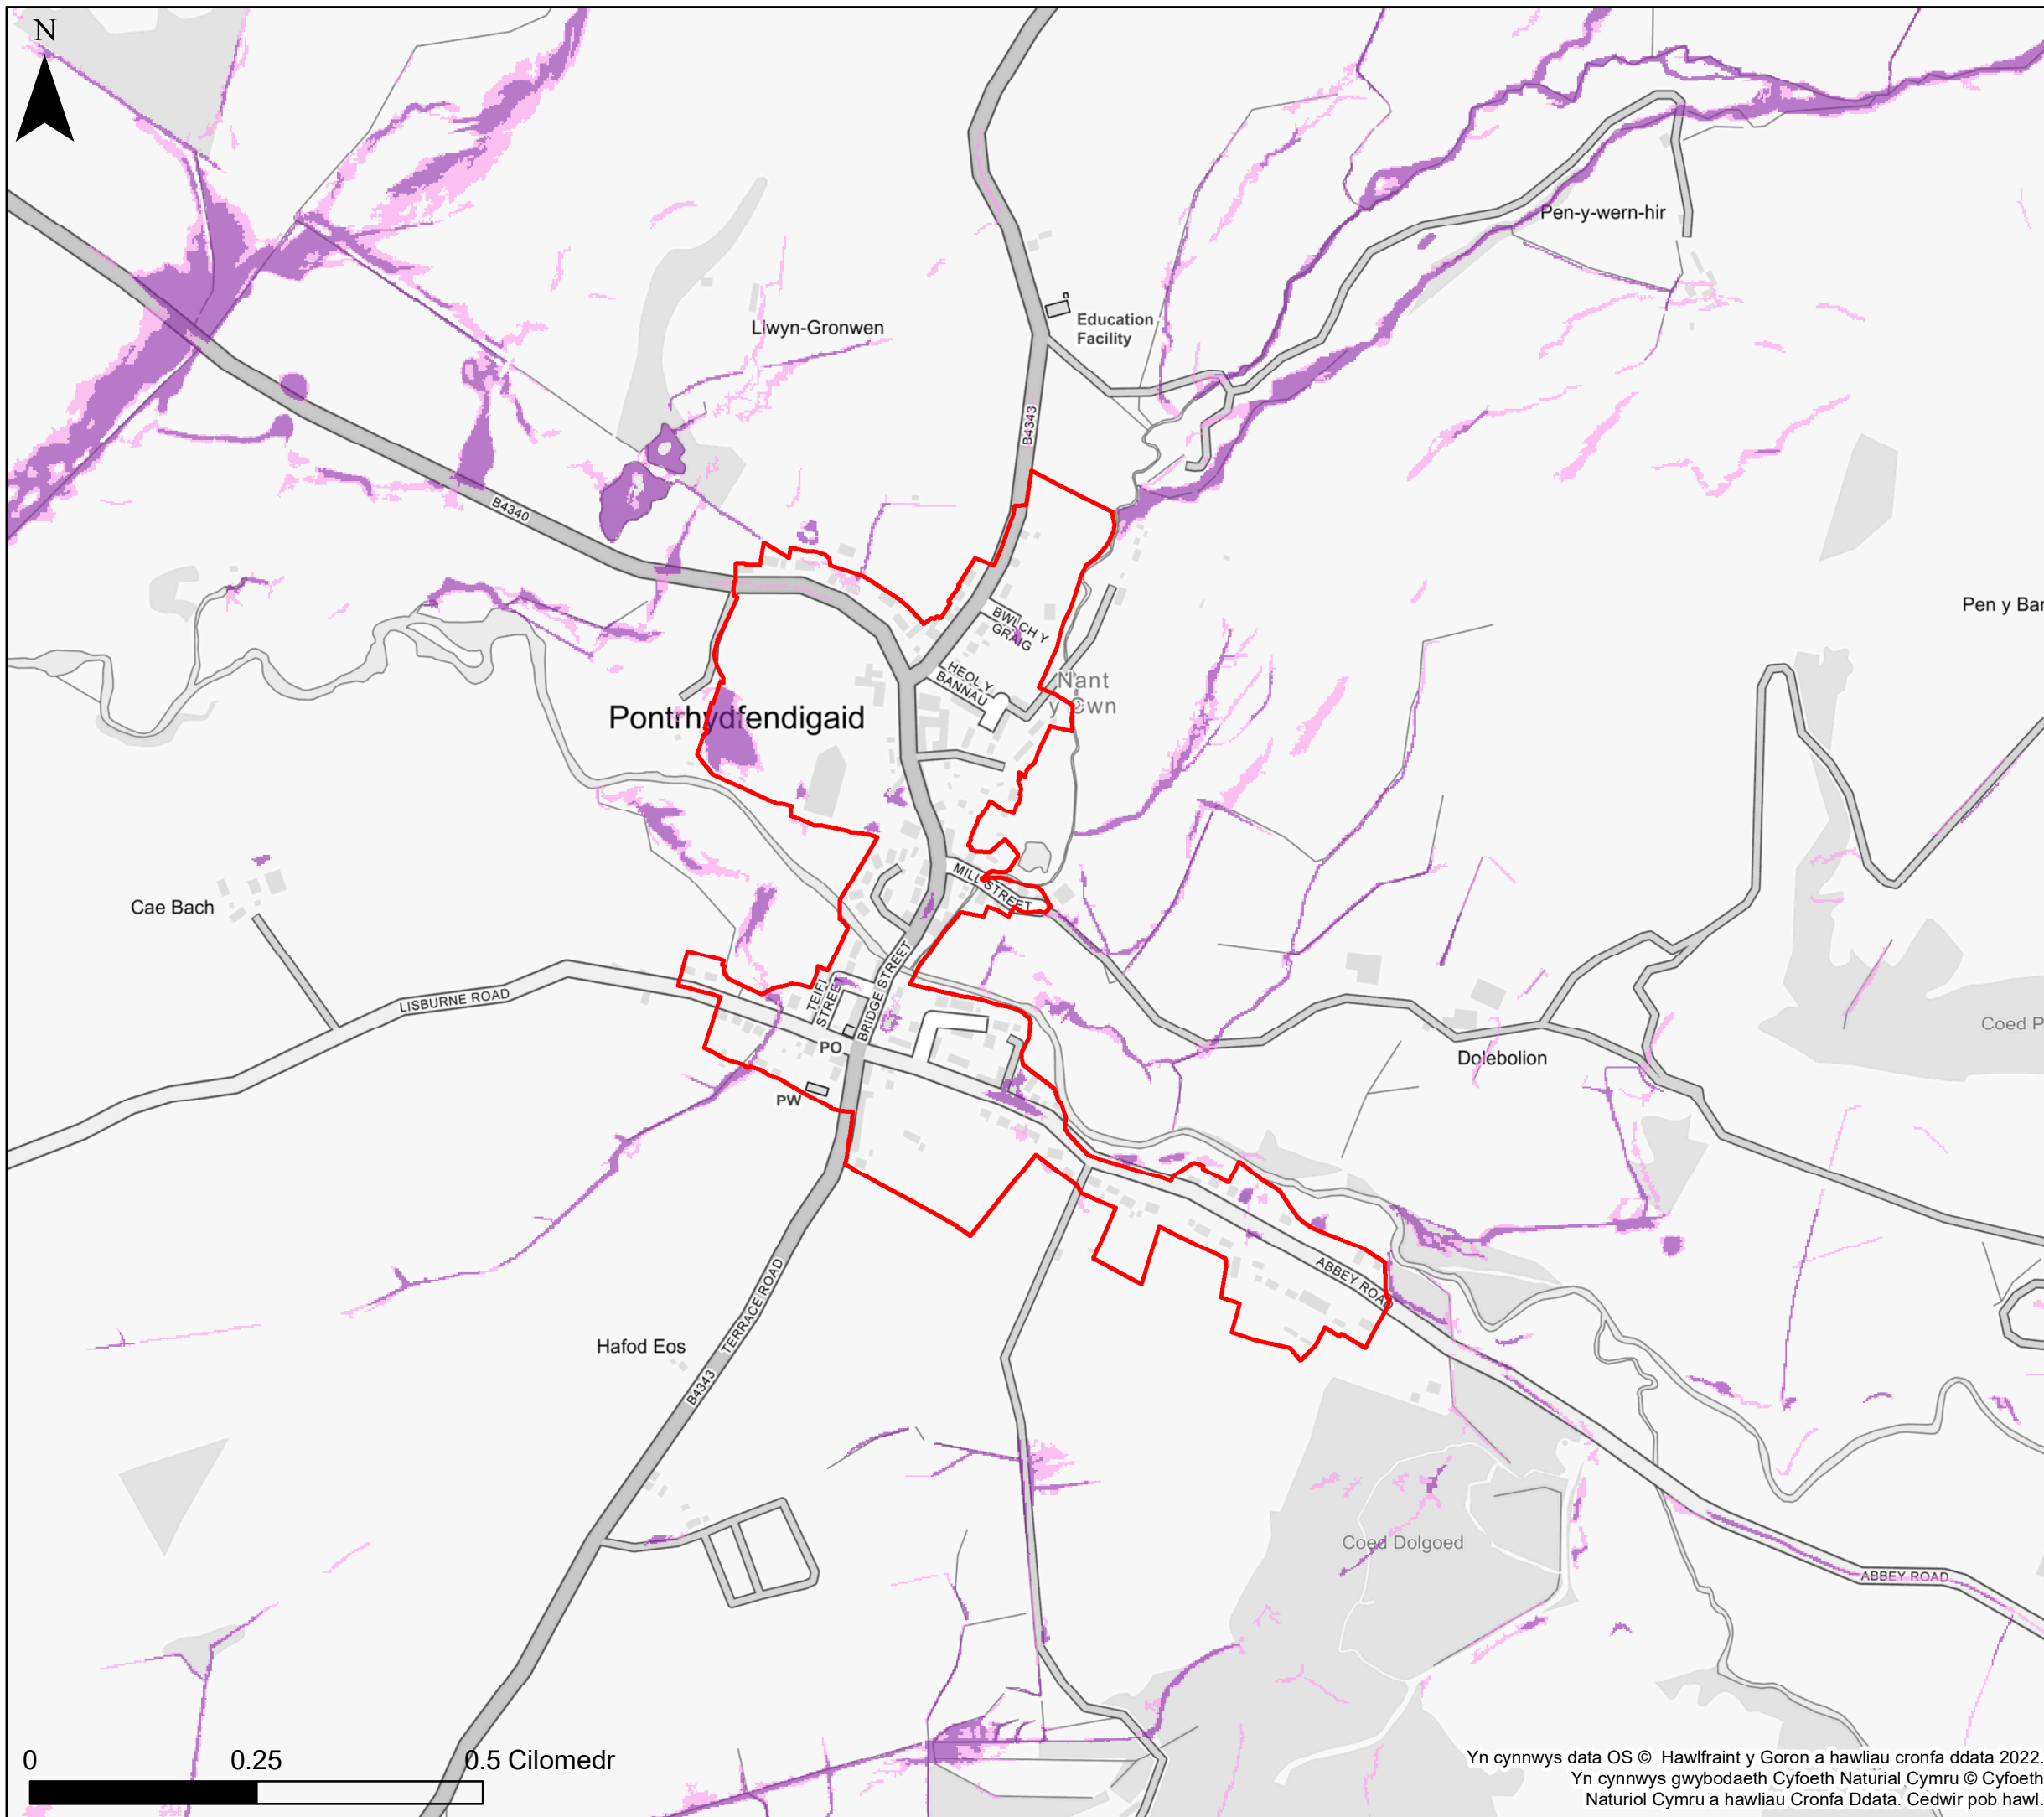 N
Pen-y-wern-hir
Education
Facility
Llwyn-Gronwen
B4343
B4340
Pen y Bar
BWLCH Y
GRAIG
HEOL Y
BANNAU
Nant
y Cwn
Pontrhydfendigaid
MILL STREET
Cae Bach
LISBURNE ROAD
TEIFI
STREET
BRIDGE STREET
PO
PW
Dolebolion
Coed P
ABBEY ROAD
TERRACE ROAD
B4343
Hafod Eos
Coed Dolgoed
ABBEY ROAD
0 0.25 0.5 Cilomedr
Yn cynnwys data OS © Hawlfraint y Goron a hawliau cronfa ddata 2022.
Yn cynnwys gwybodaeth Cyfoeth Naturial Cymru © Cyfoeth
Naturiol Cymru a hawliau Cronfa Ddata. Cedwir pob hawl.